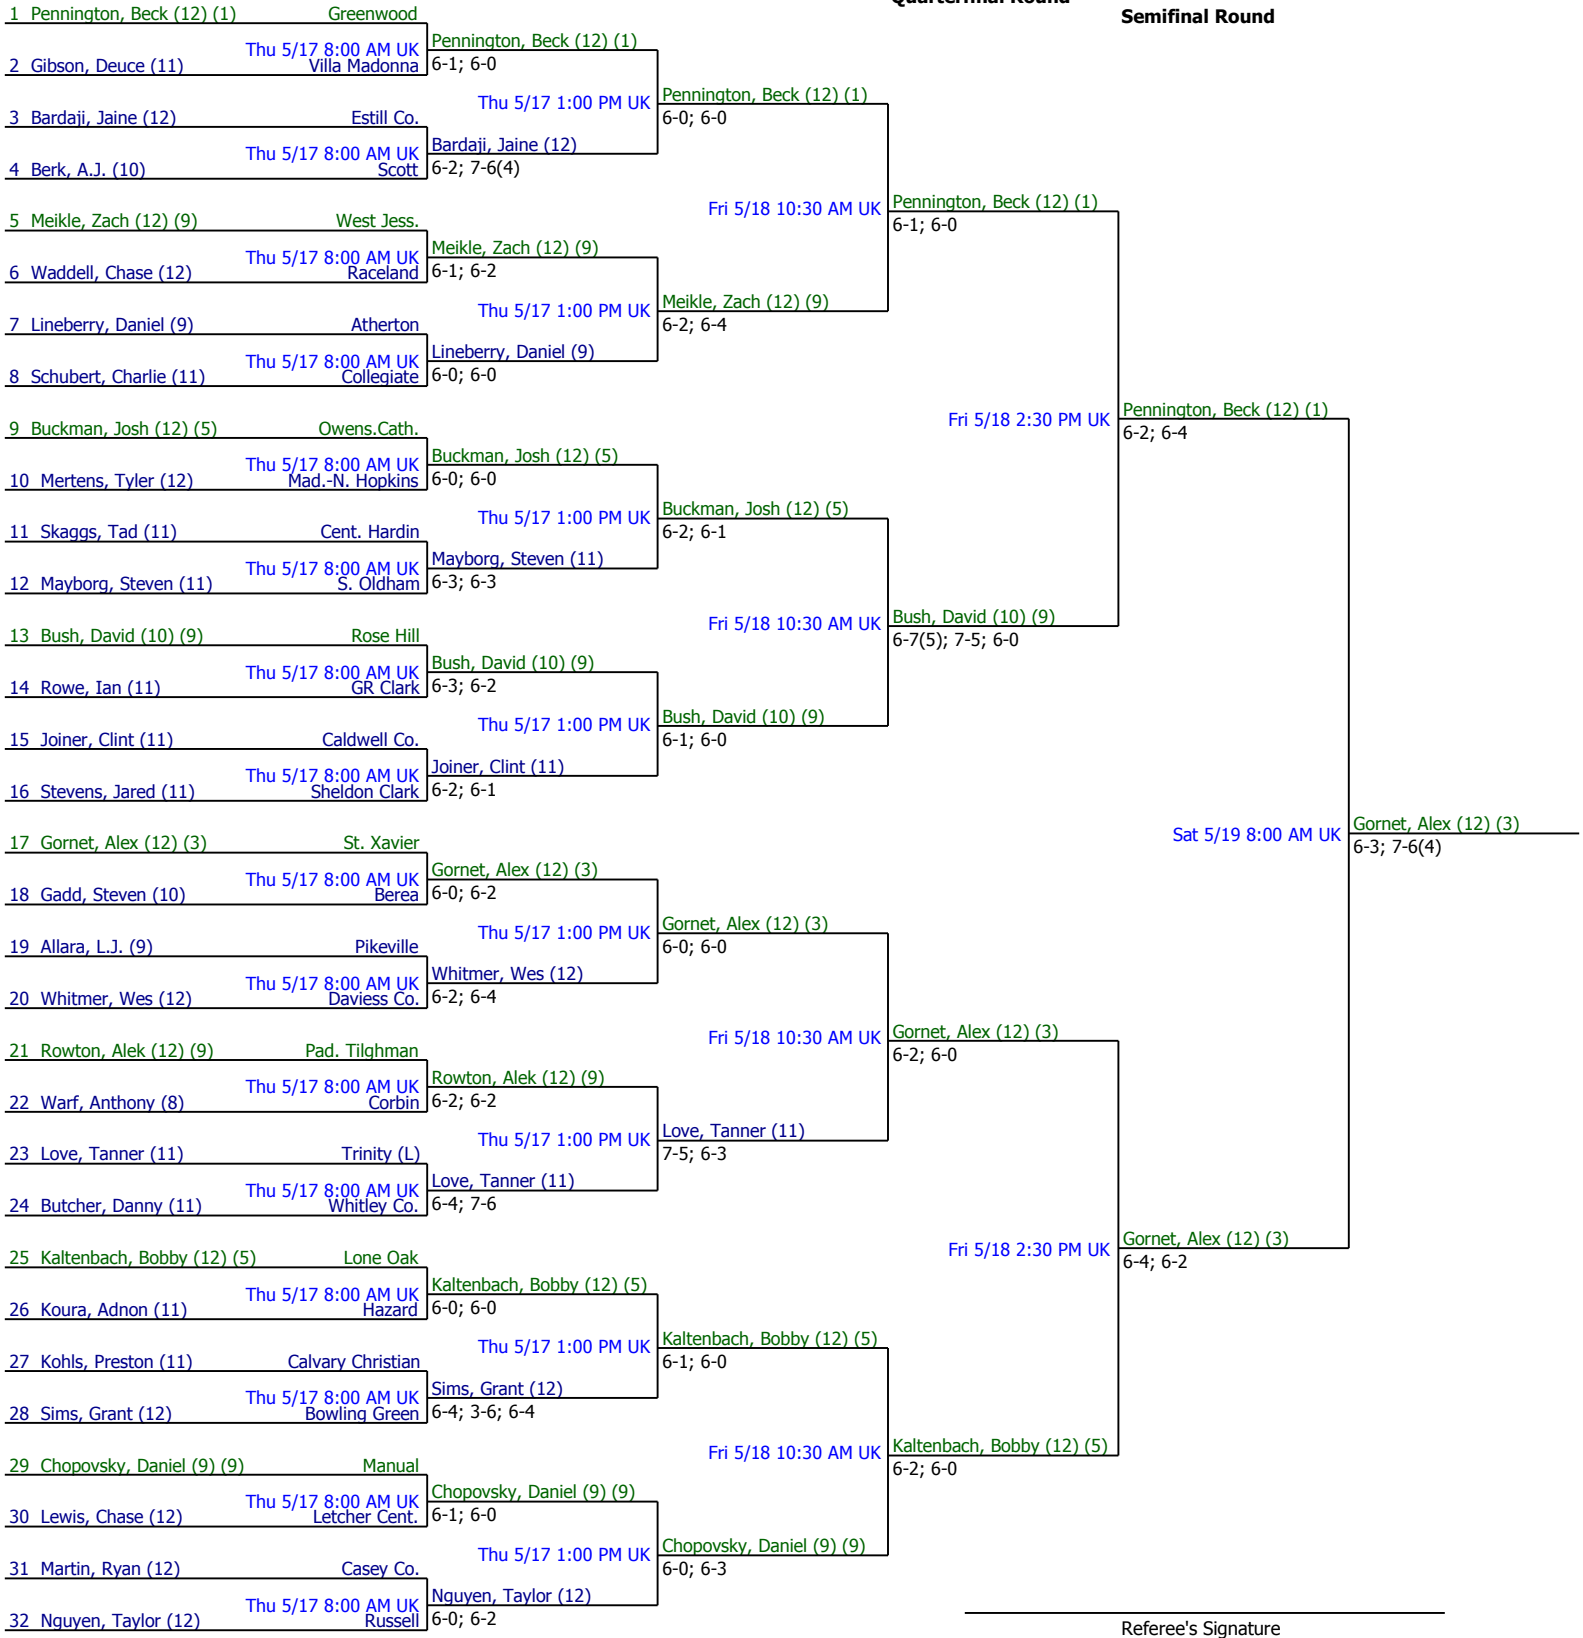 Quarterfinal Round
Semifinal Round
1 Pennington, Beck (12) (1) Greenwood
Thu 5/17 8:00 AM UK
2 Gibson, Deuce (11) Villa Madonna
Pennington, Beck (12) (1)
6-1; 6-0
3 Bardaji, Jaine (12) Estill Co.
Thu 5/17 8:00 AM UK
4 Berk, A.J. (10) Scott
Bardaji, Jaine (12)
6-2; 7-6(4)
5 Meikle, Zach (12) (9) West Jess.
Thu 5/17 8:00 AM UK
6 Waddell, Chase (12) Raceland
Meikle, Zach (12) (9)
6-1; 6-2
7 Lineberry, Daniel (9) Atherton
Thu 5/17 8:00 AM UK
8 Schubert, Charlie (11) Collegiate
Lineberry, Daniel (9)
6-0; 6-0
9 Buckman, Josh (12) (5) Owens.Cath.
Thu 5/17 8:00 AM UK
10 Mertens, Tyler (12) Mad.-N. Hopkins
Buckman, Josh (12) (5)
6-0; 6-0
11 Skaggs, Tad (11) Cent. Hardin
Thu 5/17 8:00 AM UK
12 Mayborg, Steven (11) S. Oldham
Mayborg, Steven (11)
6-3; 6-3
13 Bush, David (10) (9) Rose Hill
Thu 5/17 8:00 AM UK
14 Rowe, Ian (11) GR Clark
Bush, David (10) (9)
6-3; 6-2
15 Joiner, Clint (11) Caldwell Co.
Thu 5/17 8:00 AM UK
16 Stevens, Jared (11) Sheldon Clark
Joiner, Clint (11)
6-2; 6-1
17 Gornet, Alex (12) (3) St. Xavier
Thu 5/17 8:00 AM UK
18 Gadd, Steven (10) Berea
Gornet, Alex (12) (3)
6-0; 6-2
19 Allara, L.J. (9) Pikeville
Thu 5/17 8:00 AM UK
20 Whitmer, Wes (12) Daviess Co.
Whitmer, Wes (12)
6-2; 6-4
21 Rowton, Alek (12) (9) Pad. Tilghman
Thu 5/17 8:00 AM UK
22 Warf, Anthony (8) Corbin
Rowton, Alek (12) (9)
6-2; 6-2
23 Love, Tanner (11) Trinity (L)
Thu 5/17 8:00 AM UK
24 Butcher, Danny (11) Whitley Co.
Love, Tanner (11)
6-4; 7-6
25 Kaltenbach, Bobby (12) (5) Lone Oak
Thu 5/17 8:00 AM UK
26 Koura, Adnon (11) Hazard
Kaltenbach, Bobby (12) (5)
6-0; 6-0
27 Kohls, Preston (11) Calvary Christian
Thu 5/17 8:00 AM UK
28 Sims, Grant (12) Bowling Green
Sims, Grant (12)
6-4; 3-6; 6-4
29 Chopovsky, Daniel (9) (9) Manual
Thu 5/17 8:00 AM UK
30 Lewis, Chase (12) Letcher Cent.
Chopovsky, Daniel (9) (9)
6-1; 6-0
31 Martin, Ryan (12) Casey Co.
Thu 5/17 8:00 AM UK
32 Nguyen, Taylor (12) Russell
Nguyen, Taylor (12)
6-0; 6-2
Thu 5/17 1:00 PM UK
Pennington, Beck (12) (1)
6-0; 6-0
Thu 5/17 1:00 PM UK
Meikle, Zach (12) (9)
6-2; 6-4
Thu 5/17 1:00 PM UK
Buckman, Josh (12) (5)
6-2; 6-1
Thu 5/17 1:00 PM UK
Bush, David (10) (9)
6-1; 6-0
Thu 5/17 1:00 PM UK
Gornet, Alex (12) (3)
6-0; 6-0
Thu 5/17 1:00 PM UK
Love, Tanner (11)
7-5; 6-3
Thu 5/17 1:00 PM UK
Kaltenbach, Bobby (12) (5)
6-1; 6-0
Thu 5/17 1:00 PM UK
Chopovsky, Daniel (9) (9)
6-0; 6-3
Fri 5/18 10:30 AM UK
Pennington, Beck (12) (1)
6-1; 6-0
Fri 5/18 10:30 AM UK
Bush, David (10) (9)
6-7(5); 7-5; 6-0
Fri 5/18 10:30 AM UK
Gornet, Alex (12) (3)
6-2; 6-0
Fri 5/18 10:30 AM UK
Kaltenbach, Bobby (12) (5)
6-2; 6-0
Fri 5/18 2:30 PM UK
Pennington, Beck (12) (1)
6-2; 6-4
Fri 5/18 2:30 PM UK
Gornet, Alex (12) (3)
6-4; 6-2
Sat 5/19 8:00 AM UK
Gornet, Alex (12) (3)
6-3; 7-6(4)
Referee's Signature